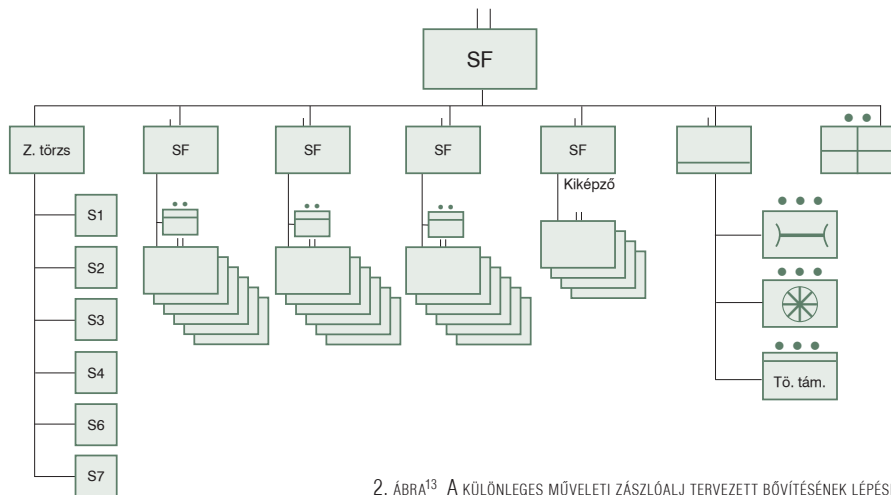 SF
Z. törzs
SF
SF
SF
SF
Kiképző
S1
S2
S3
S4
S6
S7
Tö. tám.
2. ÁBRA¹³ A KÜLÖNLEGES MŰVELETI ZÁSZLÓALJ TERVEZETT BŐVÍTÉSÉNEK